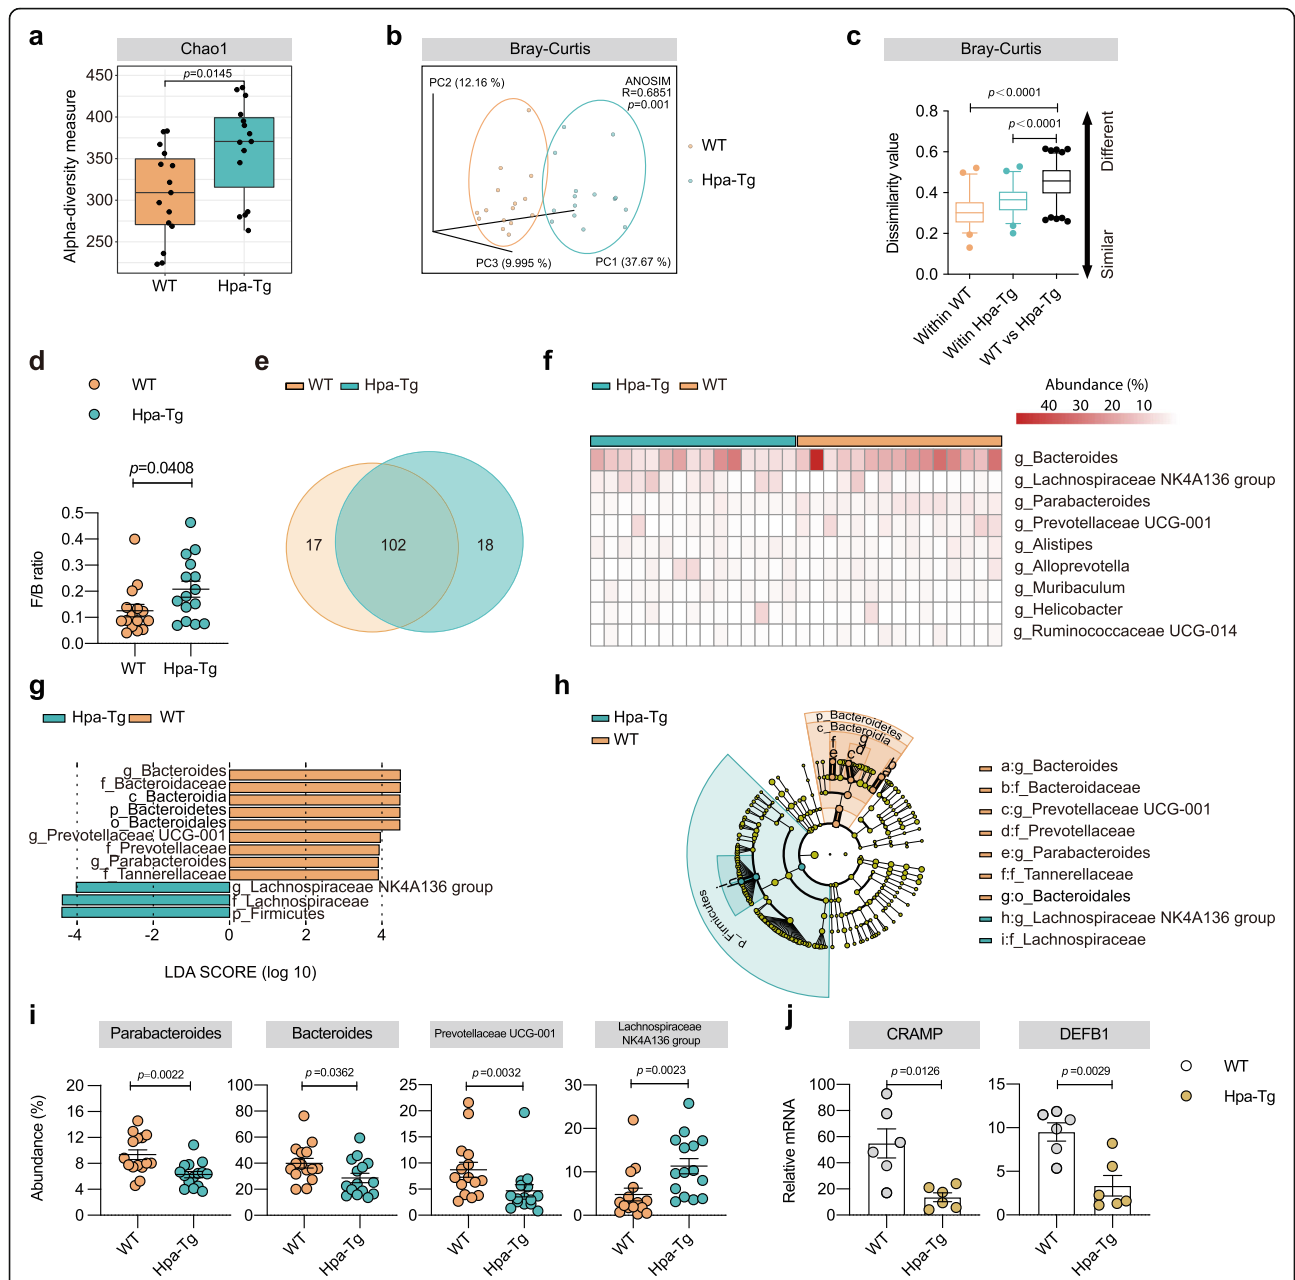 a
Chao1
p=0.0145
450
400
350
300
250
Alpha-diversity measure
WT
Hpa-Tg
b
Bray-Curtis
PC2 (12.16 %)
ANOSIM
R=0.6851
p=0.001
PC3 (9.995 %)
PC1 (37.67 %)
WT
Hpa-Tg
c
Bray-Curtis
p<0.0001
p<0.0001
0.8
0.6
0.4
0.2
0.0
Dissimilarity value
Different
Similar
Within WT
Witin Hpa-Tg
WT vs Hpa-Tg
d
WT
Hpa-Tg
p=0.0408
0.5
0.4
0.3
0.2
0.1
0.0
F/B ratio
WT
Hpa-Tg
e
WT Hpa-Tg
17
102
18
f
Hpa-Tg WT
Abundance (%)
40 30 20 10
g_Bacteroides
g_Lachnospiraceae NK4A136 group
g_Parabacteroides
g_Prevotellaceae UCG-001
g_Alistipes
g_Alloprevotella
g_Muribaculum
g_Helicobacter
g_Ruminococcaceae UCG-014
g
Hpa-Tg WT
g_Bacteroides
f_Bacteroidaceae
c_Bacteroidia
p_Bacteroidetes
o_Bacteroidales
g_Prevotellaceae UCG-001
f_Prevotellaceae
g_Parabacteroides
f_Tannerellaceae
g_Lachnospiraceae NK4A136 group
f_Lachnospiraceae
p_Firmicutes
-4 -2 0 2 4
LDA SCORE (log 10)
h
Hpa-Tg
WT
p_Bacteroidetes
c_Bacteroidia
g
f
d
c
e
b
a
i
p_Firmicutes
a:g_Bacteroides
b:f_Bacteroidaceae
c:g_Prevotellaceae UCG-001
d:f_Prevotellaceae
e:g_Parabacteroides
f:f_Tannerellaceae
g:o_Bacteroidales
h:g_Lachnospiraceae NK4A136 group
i:f_Lachnospiraceae
i
Parabacteroides
p=0.0022
20
16
12
8
4
0
Abundance (%)
WT
Hpa-Tg
Bacteroides
p=0.0362
100
80
60
40
20
0
WT
Hpa-Tg
Prevotellaceae UCG-001
p=0.0032
25
20
15
10
5
0
WT
Hpa-Tg
Lachnospiraceae
NK4A136 group
p=0.0023
30
20
10
0
WT
Hpa-Tg
j
CRAMP
p=0.0126
100
80
60
40
20
0
Relative mRNA
WT
Hpa-Tg
DEFB1
p=0.0029
15
10
5
0
WT
Hpa-Tg
WT
Hpa-Tg